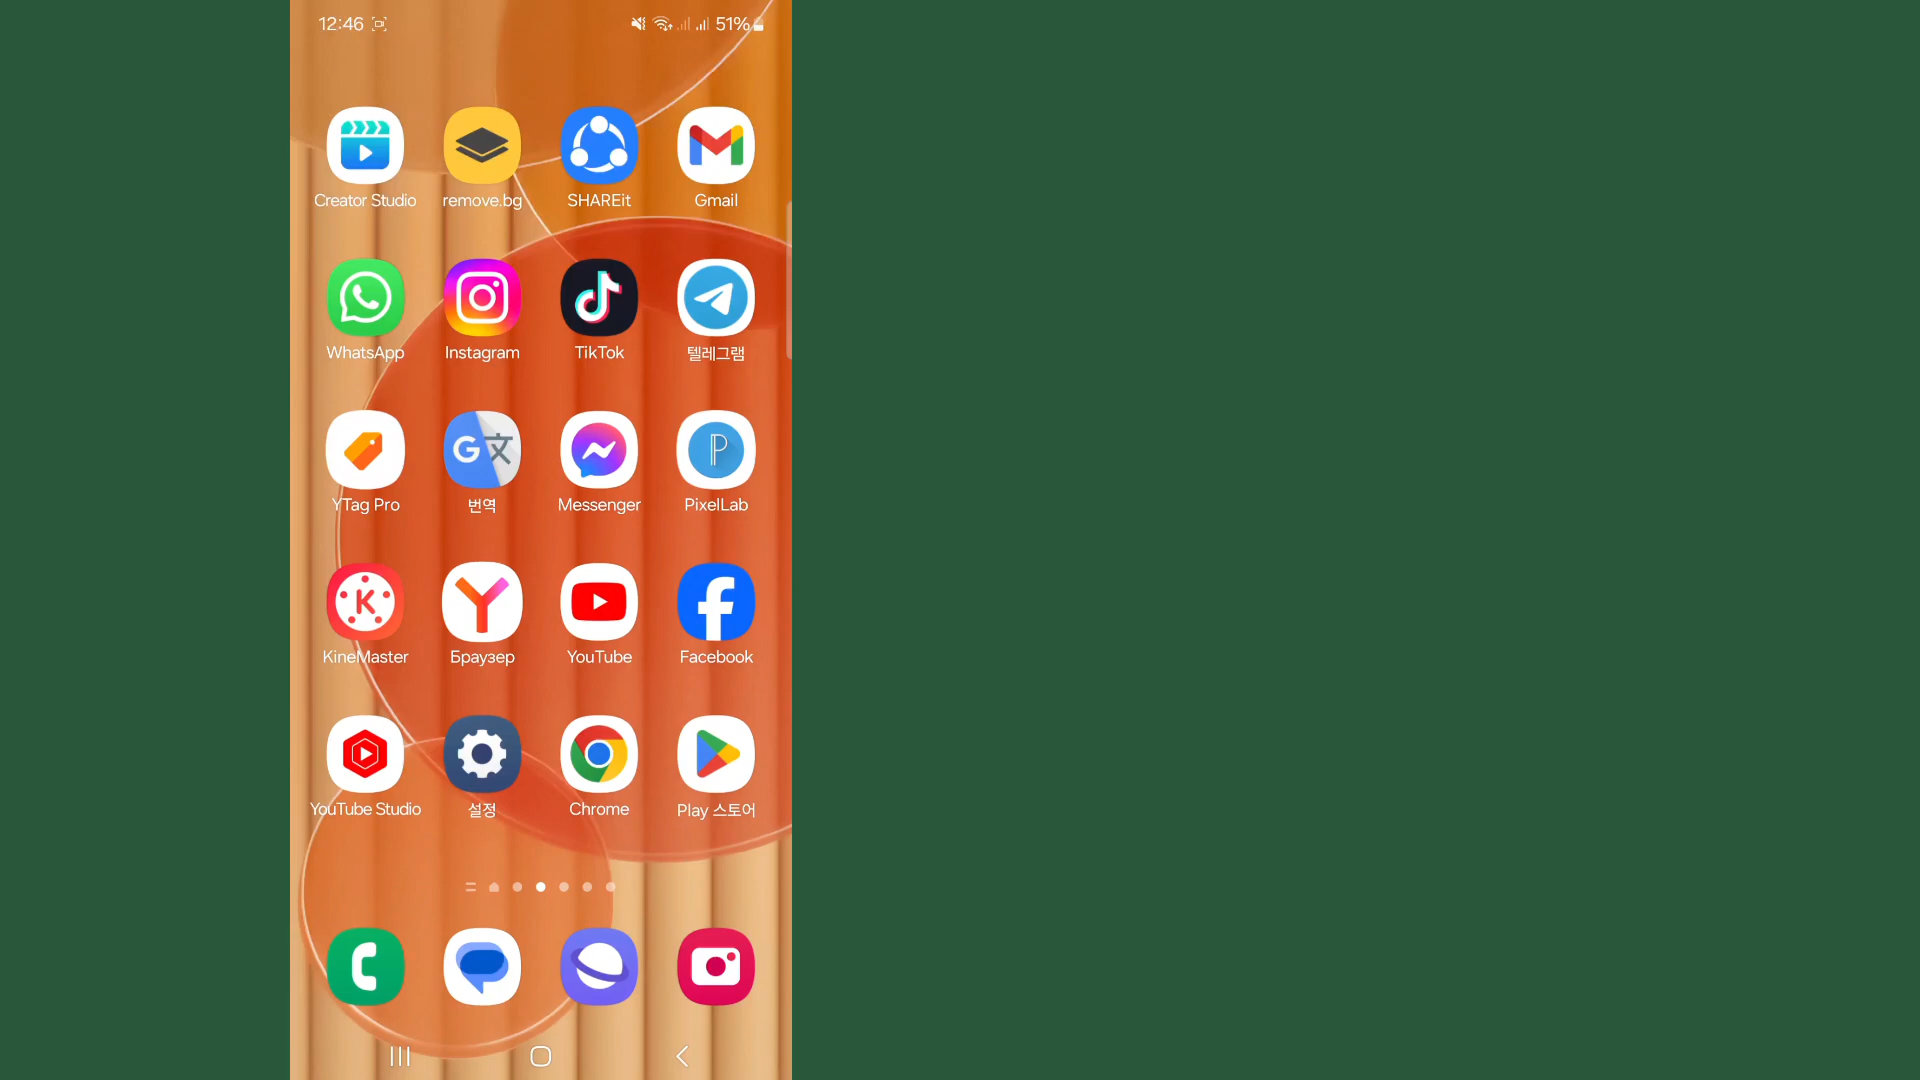 12:46 51%
Creator Studio remove.bg SHAREit Gmail
WhatsApp Instagram TikTok 텔레그램
YTag Pro 번역 Messenger PixelLab
KineMaster Браузер YouTube Facebook
YouTube Studio 설정 Chrome Play 스토어